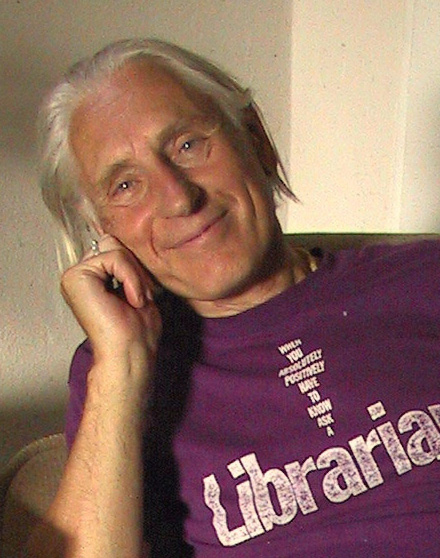 WHEN
YOU
ABSOLUTELY
POSITIVELY
HAVE
TO
KNOW
ASK
A
Librarian